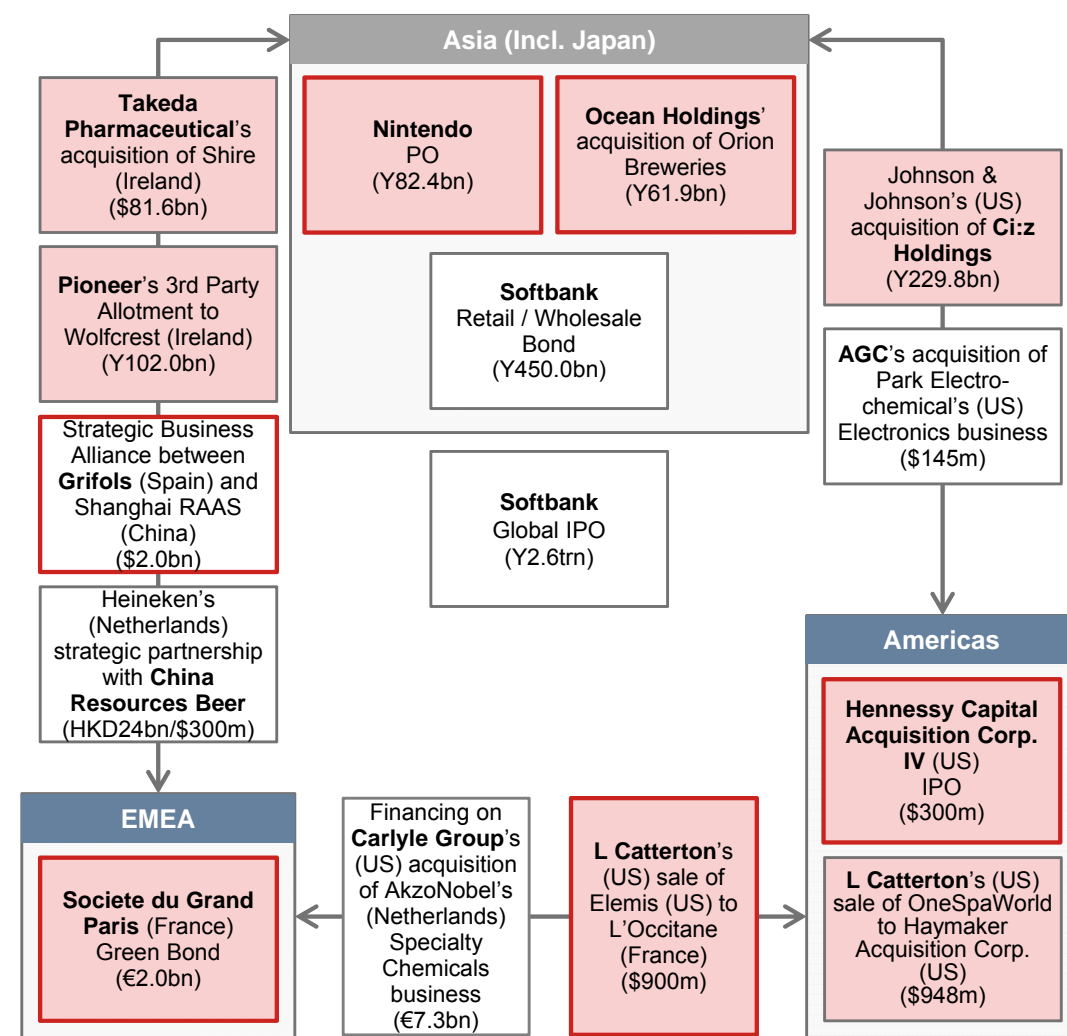 Asia (Incl. Japan)
Takeda
Pharmaceutical's
acquisition of Shire
(Ireland)
($81.6bn)
Pioneer's 3rd Party
Allotment to
Wolfcrest (Ireland)
(Y102.0bn)
Strategic Business
Alliance between
Grifols (Spain) and
Shanghai RAAS
(China)
($2.0bn)
Heineken's
(Netherlands)
strategic partnership
with China
Resources Beer
(HKD24bn/$300m)
Nintendo
PO
(Y82.4bn)
Ocean Holdings'
acquisition of Orion
Breweries
(Y61.9bn)
Softbank
Retail / Wholesale
Bond
(Y450.0bn)
Softbank
Global IPO
(Y2.6trn)
Johnson &
Johnson's (US)
acquisition of Ci:z
Holdings
(Y229.8bn)
AGC's acquisition of
Park Electro-
chemical's (US)
Electronics business
($145m)
EMEA
Societe du Grand
Paris (France)
Green Bond
(€2.0bn)
Financing on
Carlyle Group's
(US) acquisition
of AkzoNobel's
(Netherlands)
Specialty
Chemicals
business
(€7.3bn)
L Catterton's
(US) sale of
Elemis (US) to
L'Occitane
(France)
($900m)
Americas
Hennessy Capital
Acquisition Corp.
IV (US)
IPO
($300m)
L Catterton's (US)
sale of OneSpaWorld
to Haymaker
Acquisition Corp.
(US)
($948m)